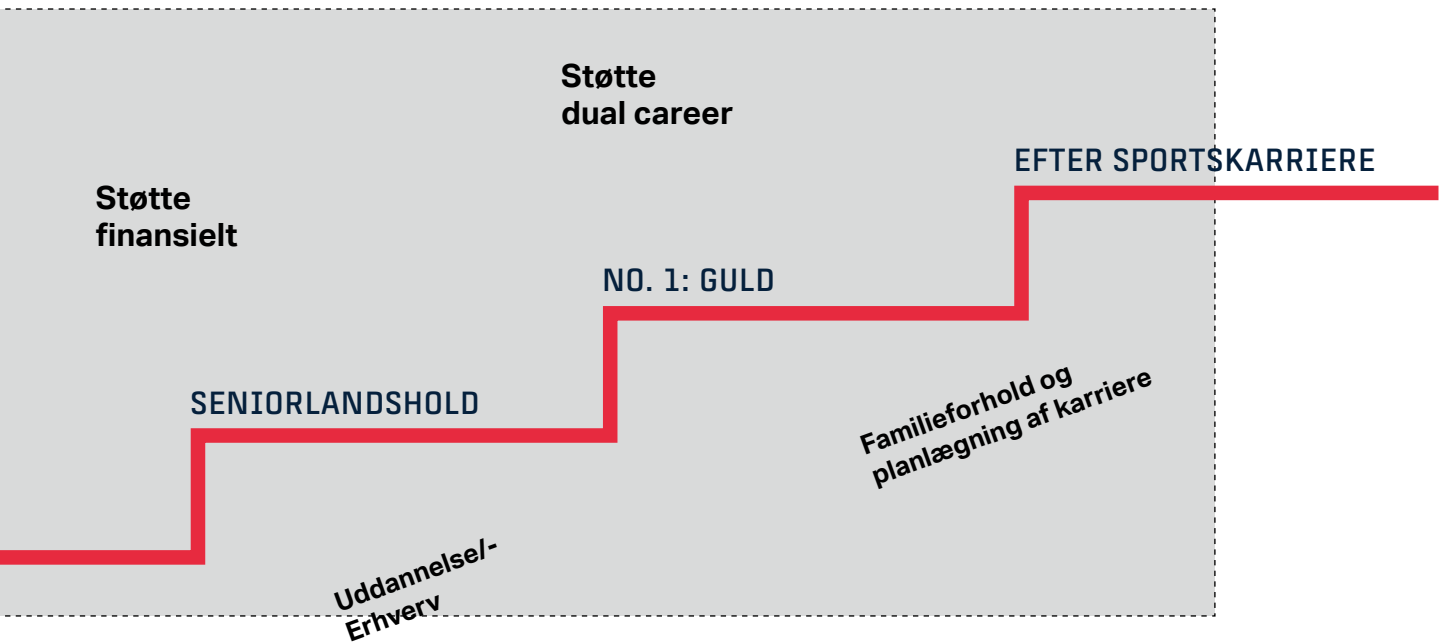 Støtte
dual career
EFTER SPORTSKARRIERE
Støtte
finansielt
NO. 1: GULD
SENIORLANDSHOLD
Familieforhold og
planlægning af karriere
Uddannelse/-
Erhverv